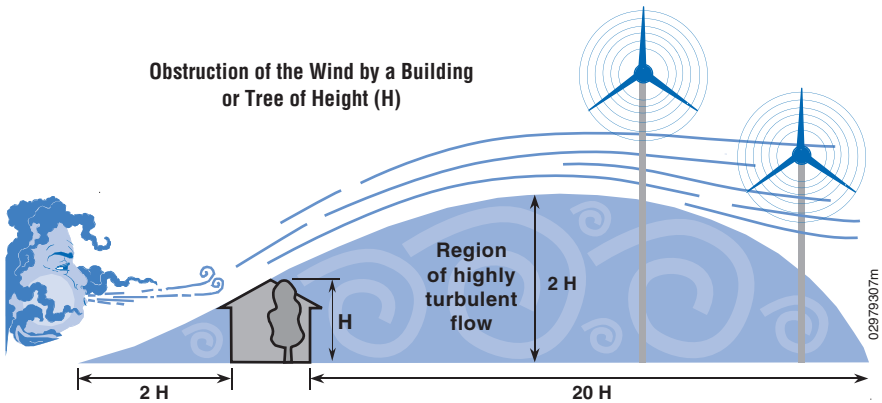 Obstruction of the Wind by a Building
or Tree of Height (H)
Region
of highly
turbulent
flow
2 H
H
2 H
20 H
02979307m